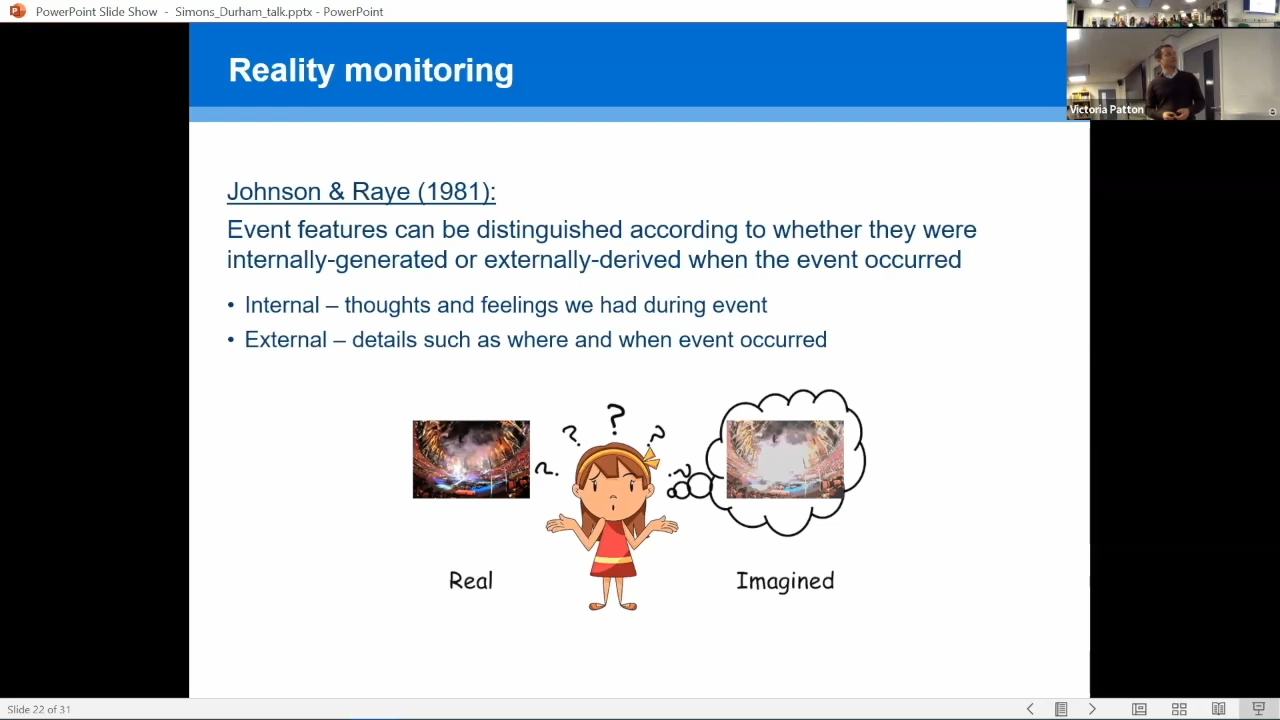 PowerPoint Slide Show - Simons_Durham_talk.pptx - PowerPoint
Reality monitoring
Victoria Patton
Johnson & Raye (1981):
Event features can be distinguished according to whether they were
internally-generated or externally-derived when the event occurred
• Internal – thoughts and feelings we had during event
• External – details such as where and when event occurred
?
? ?
? ?
Real
Imagined
Slide 22 of 31